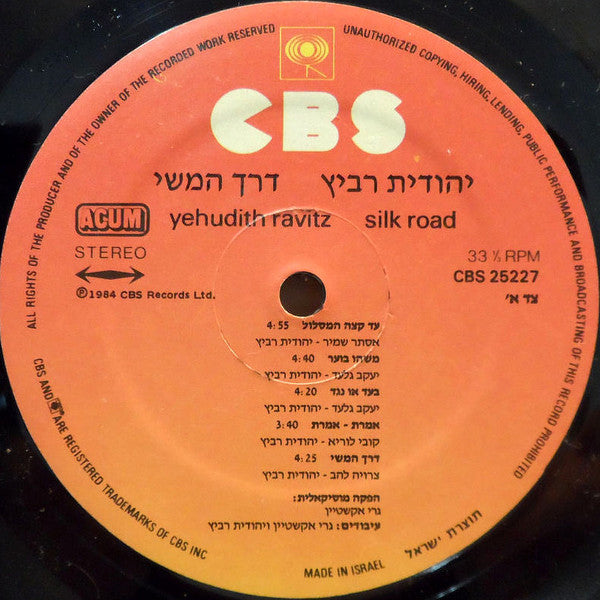 ALL RIGHTS OF THE PRODUCER AND OF THE OWNER OF THE RECORDED WORK RESERVED
UNAUTHORIZED COPYING, HIRING, LENDING, PUBLIC PERFORMANCE AND BROADCASTING OF THIS RECORD PROHIBITED
CBS
יהודית רביץ דרך המשי
yehudith ravitz silk road
ACUM
STEREO
33 ⅓ RPM
CBS 25227
℗1984 CBS Records Ltd.
צד א׳
עד קצה המסלול 4:55
אסתר שמיר - יהודית רביץ
משהו בוער 4:40
יעקב גלעד - יהודית רביץ
בעד או נגד 4:20
יעקב גלעד - יהודית רביץ
אמרת - אמרת 3:40
קובי לוריא - יהודית רביץ
דרך המשי 4:25
צרויה להב - יהודית רביץ
הפקה מוסיקאלית:
גרי אקשטיין
עיבודים: גרי אקשטיין ויהודית רביץ
CBS AND ARE REGISTERED TRADEMARKS OF CBS INC
MADE IN ISRAEL
תוצרת ישראל